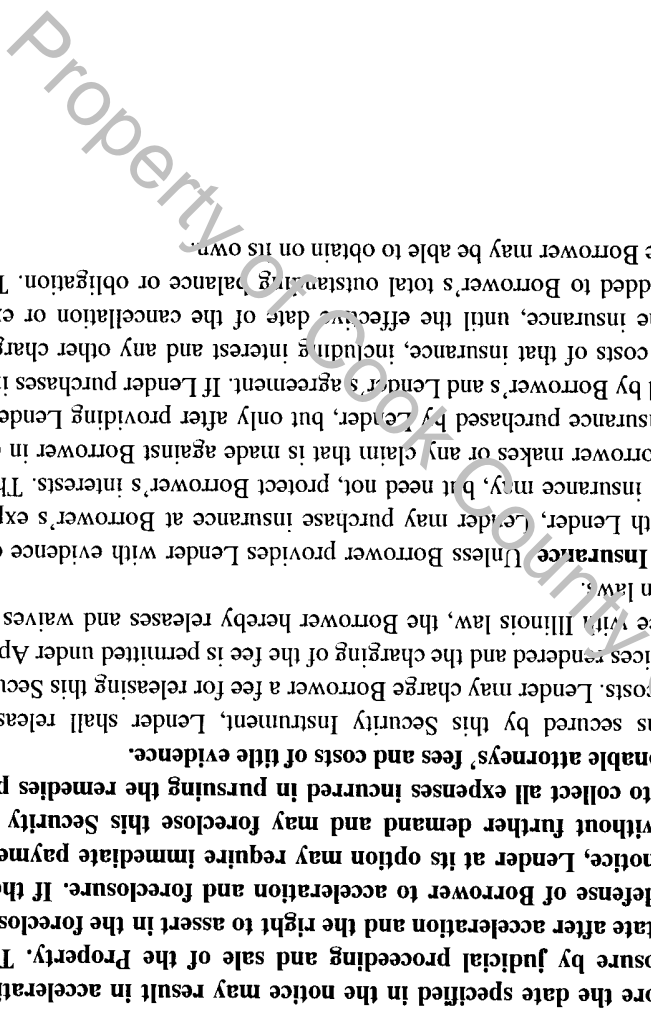 ore the date specified in the notice may result in acceleratio
osure by judicial proceeding and sale of the Property. T
tate after acceleration and the right to assert in the foreclos
defense of Borrower to acceleration and foreclosure. If the
notice, Lender at its option may require immediate payme
without further demand and may foreclose this Security
to collect all expenses incurred in pursuing the remedies p
onable attorneys' fees and costs of title evidence.
ns secured by this Security Instrument, Lender shall releas
costs. Lender may charge Borrower a fee for releasing this Secu
ices rendered and the charging of the fee is permitted under Ap
ce with Illinois law, the Borrower hereby releases and waives
n laws.
Insurance Unless Borrower provides Lender with evidence
th Lender, Lender may purchase insurance at Borrower's exp
insurance may, but need not, protect Borrower's interests. Th
orrower makes or any claim that is made against Borrower in
nsurance purchased by Lender, but only after providing Lende
d by Borrower's and Lender's agreement. If Lender purchases i
costs of that insurance, including interest and any other charg
ne insurance, until the effective date of the cancellation or e
dded to Borrower's total outstanding balance or obligation. T
e Borrower may be able to obtain on its own.
Property of Cook County